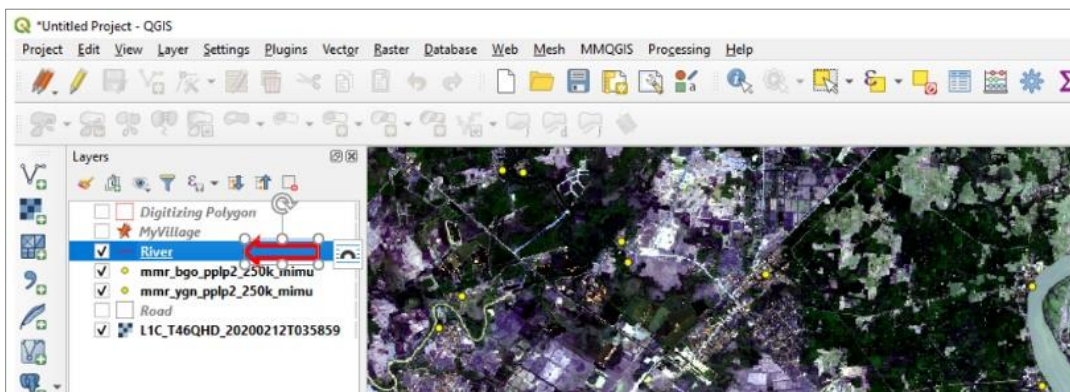 *Untitled Project - QGIS
Project Edit View Layer Settings Plugins Vector Raster Database Web Mesh MMQGIS Processing Help
Layers
Digitizing Polygon
MyVillage
River
mmr_bgo_pplp2_250k_mimu
mmr_ygn_pplp2_250k_mimu
Road
L1C_T46QHD_20200212T035859